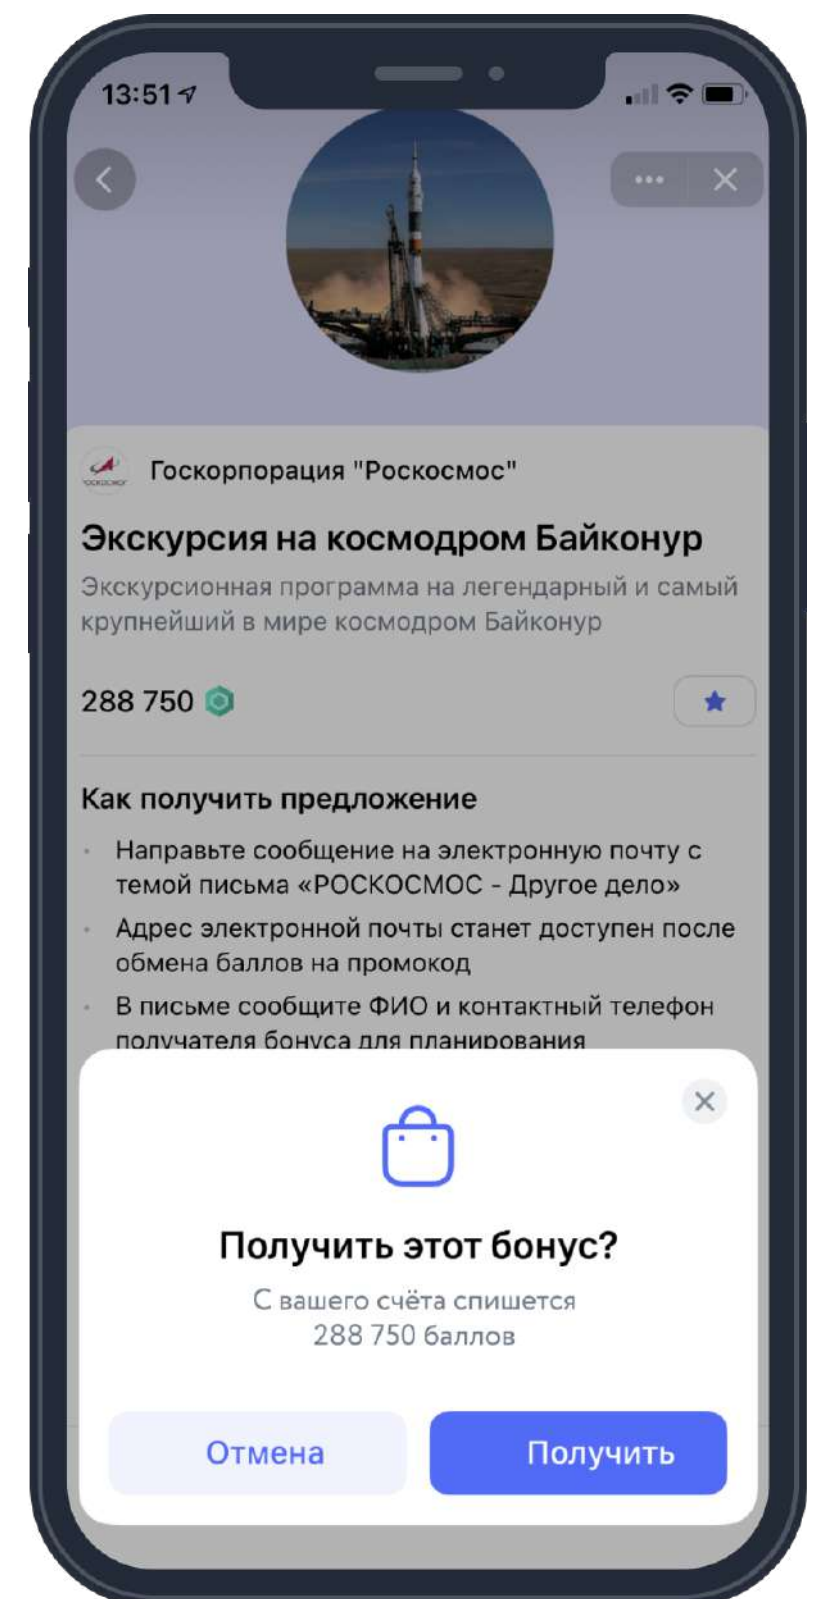 13:51
РОСКОСМОС
Госкорпорация "Роскосмос"
Экскурсия на космодром Байконур
Экскурсионная программа на легендарный и самый
крупнейший в мире космодром Байконур
288 750
Как получить предложение
• Направьте сообщение на электронную почту с
темой письма «РОСКОСМОС - Другое дело»
• Адрес электронной почты станет доступен после
обмена баллов на промокод
• В письме сообщите ФИО и контактный телефон
получателя бонуса для планирования
Получить этот бонус?
С вашего счёта спишется
288 750 баллов
Отмена
Получить